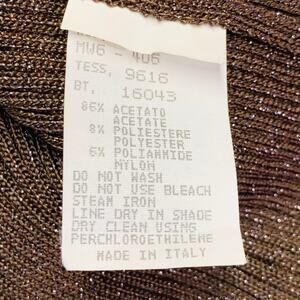 MW6 - 406
TESS, 9616
BT. 16043
86% ACETATO
ACETATE
8% POLIESTERE
POLYESTER
6% POLIAMMIDE
NYLON
DO NOT WASH
DO NOT USE BLEACH
STEAM IRON
LINE DRY IN SHADE
DRY CLEAN USING
PERCHLOROETHILENE
MADE IN ITALY